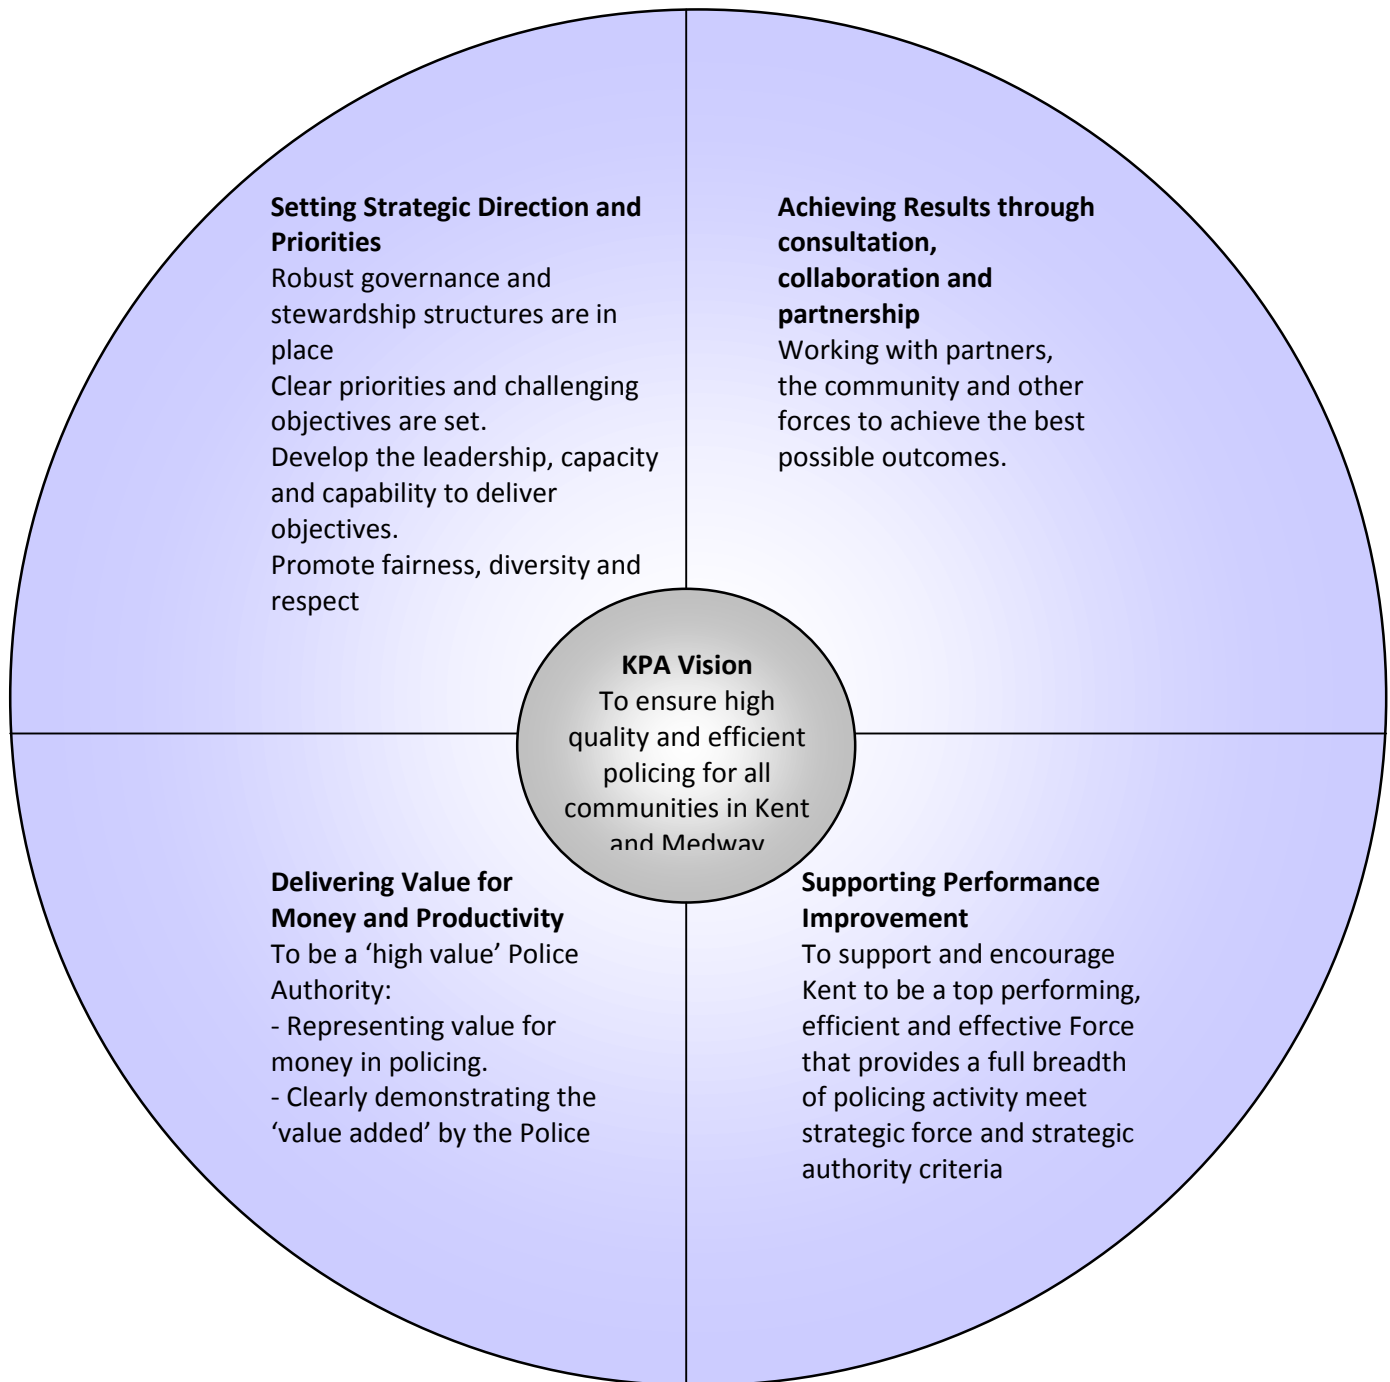 Setting Strategic Direction and
Priorities
Robust governance and
stewardship structures are in
place
Clear priorities and challenging
objectives are set.
Develop the leadership, capacity
and capability to deliver
objectives.
Promote fairness, diversity and
respect
Achieving Results through
consultation,
collaboration and
partnership
Working with partners,
the community and other
forces to achieve the best
possible outcomes.
KPA Vision
To ensure high
quality and efficient
policing for all
communities in Kent
and Medway
Delivering Value for
Money and Productivity
To be a ‘high value’ Police
Authority:
- Representing value for
money in policing.
- Clearly demonstrating the
‘value added’ by the Police
Supporting Performance
Improvement
To support and encourage
Kent to be a top performing,
efficient and effective Force
that provides a full breadth
of policing activity meet
strategic force and strategic
authority criteria